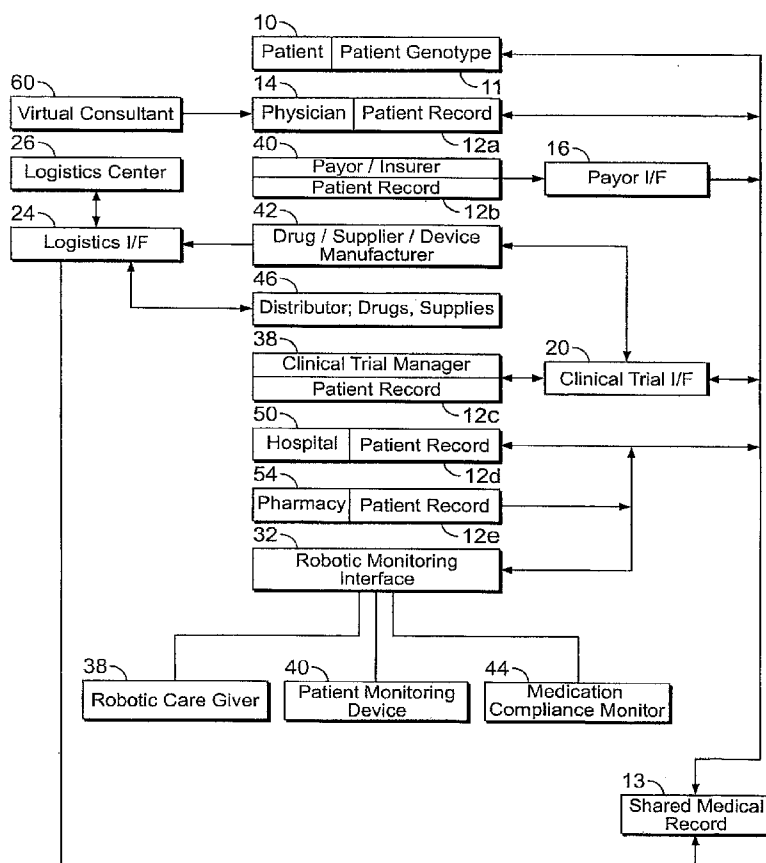 10
Patient Patient Genotype
11
60
Virtual Consultant
14
Physician Patient Record
12a
26
Logistics Center
40
Payor / Insurer
Patient Record
12b
16
Payor I/F
24
Logistics I/F
42
Drug / Supplier / Device
Manufacturer
46
Distributor; Drugs, Supplies
38
Clinical Trial Manager
Patient Record
12c
20
Clinical Trial I/F
50
Hospital Patient Record
12d
54
Pharmacy Patient Record
12e
32
Robotic Monitoring
Interface
38
Robotic Care Giver
40
Patient Monitoring
Device
44
Medication
Compliance Monitor
13
Shared Medical
Record